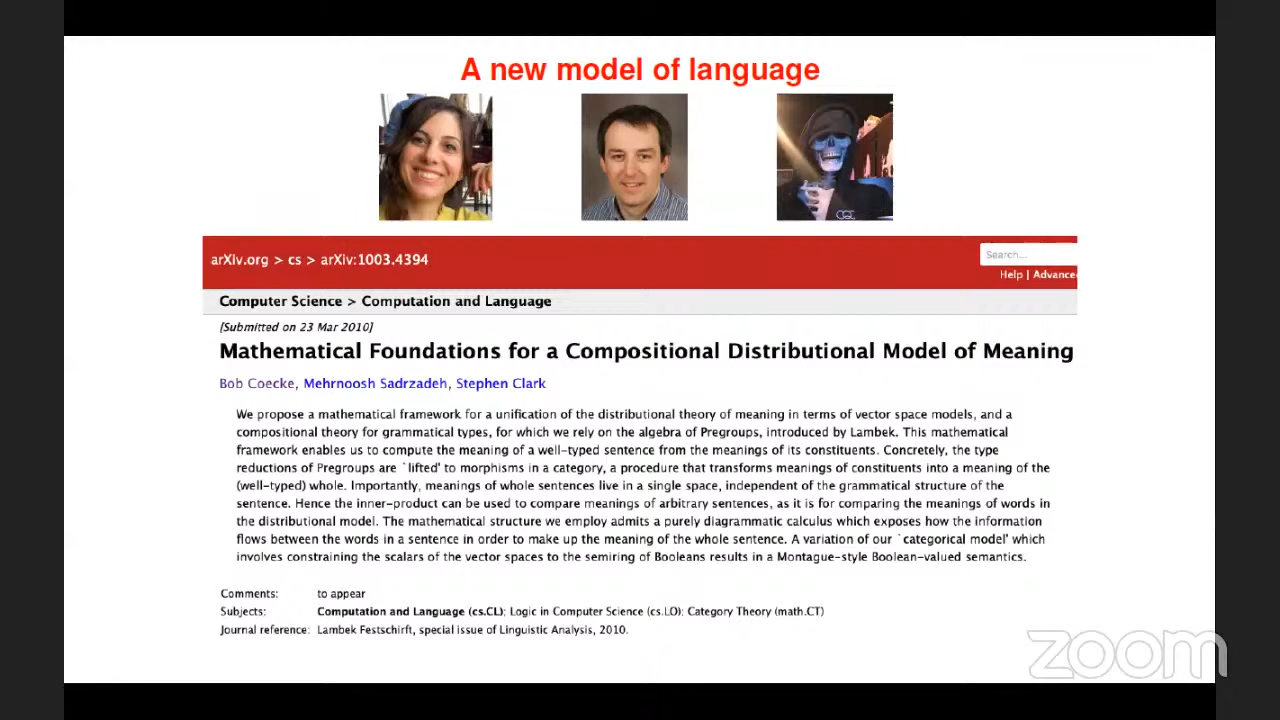 A new model of language
CQC
arXiv.org > cs > arXiv:1003.4394
Search...
Help | Advance
Computer Science > Computation and Language
[Submitted on 23 Mar 2010]
Mathematical Foundations for a Compositional Distributional Model of Meaning
Bob Coecke, Mehrnoosh Sadrzadeh, Stephen Clark
We propose a mathematical framework for a unification of the distributional theory of meaning in terms of vector space models, and a
compositional theory for grammatical types, for which we rely on the algebra of Pregroups, introduced by Lambek. This mathematical
framework enables us to compute the meaning of a well-typed sentence from the meanings of its constituents. Concretely, the type
reductions of Pregroups are `lifted' to morphisms in a category, a procedure that transforms meanings of constituents into a meaning of the
(well-typed) whole. Importantly, meanings of whole sentences live in a single space, independent of the grammatical structure of the
sentence. Hence the inner-product can be used to compare meanings of arbitrary sentences, as it is for comparing the meanings of words in
the distributional model. The mathematical structure we employ admits a purely diagrammatic calculus which exposes how the information
flows between the words in a sentence in order to make up the meaning of the whole sentence. A variation of our `categorical model' which
involves constraining the scalars of the vector spaces to the semiring of Booleans results in a Montague-style Boolean-valued semantics.
Comments: to appear
Subjects: Computation and Language (cs.CL); Logic in Computer Science (cs.LO); Category Theory (math.CT)
Journal reference: Lambek Festschirft, special issue of Linguistic Analysis, 2010.
zoom